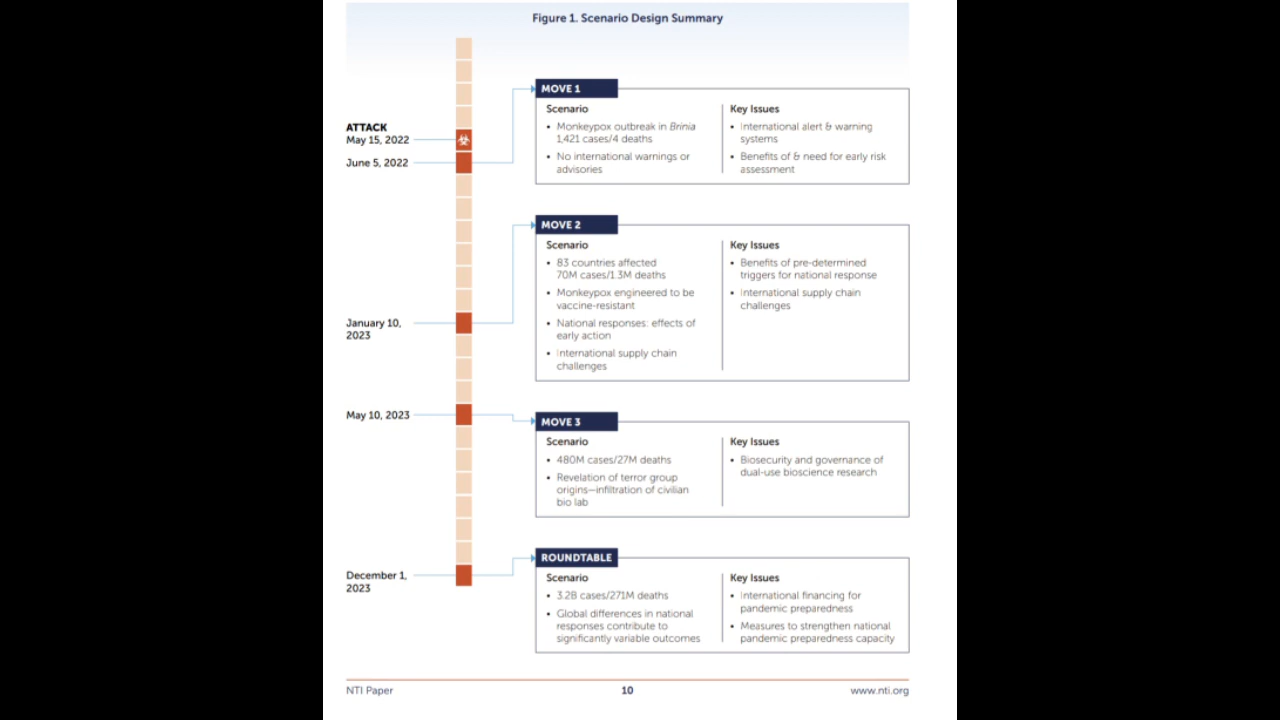 Figure 1. Scenario Design Summary
ATTACK
May 15, 2022
June 5, 2022
MOVE 1
Scenario
• Monkeypox outbreak in Brinia
1,421 cases/4 deaths
• No international warnings or
advisories
Key Issues
• International alert & warning
systems
• Benefits of & need for early risk
assessment
January 10,
2023
MOVE 2
Scenario
• 83 countries affected
70M cases/1.3M deaths
• Monkeypox engineered to be
vaccine-resistant
• National responses: effects of
early action
• International supply chain
challenges
Key Issues
• Benefits of pre-determined
triggers for national response
• International supply chain
challenges
May 10, 2023
MOVE 3
Scenario
• 480M cases/27M deaths
• Revelation of terror group
origins—infiltration of civilian
bio lab
Key Issues
• Biosecurity and governance of
dual-use bioscience research
December 1,
2023
ROUNDTABLE
Scenario
• 3.2B cases/271M deaths
• Global differences in national
responses contribute to
significantly variable outcomes
Key Issues
• International financing for
pandemic preparedness
• Measures to strengthen national
pandemic preparedness capacity
NTI Paper
10
www.nti.org